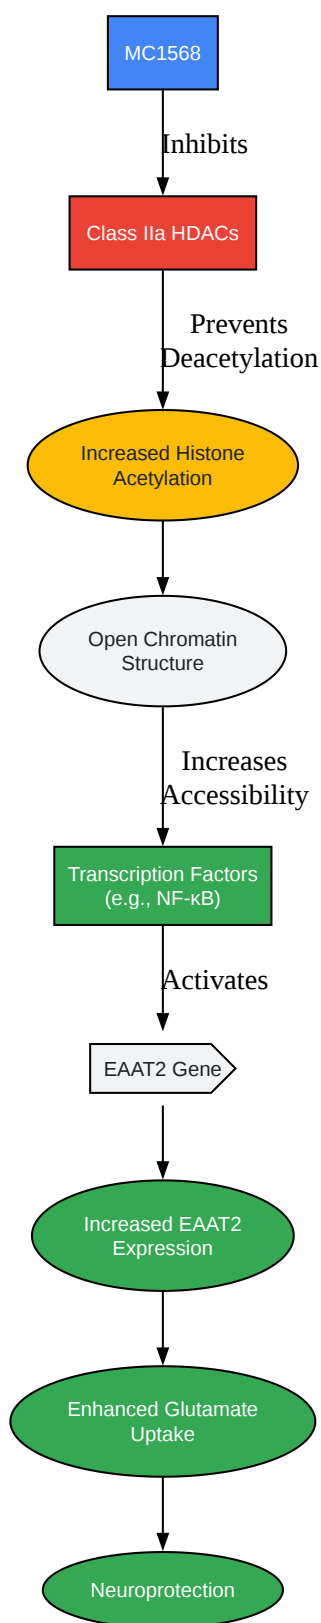 MC1568
Inhibits
Class IIa HDACs
Prevents
Deacetylation
Increased Histone
Acetylation
Open Chromatin
Structure
Increases
Accessibility
Transcription Factors
(e.g., NF-κB)
Activates
EAAT2 Gene
Increased EAAT2
Expression
Enhanced Glutamate
Uptake
Neuroprotection